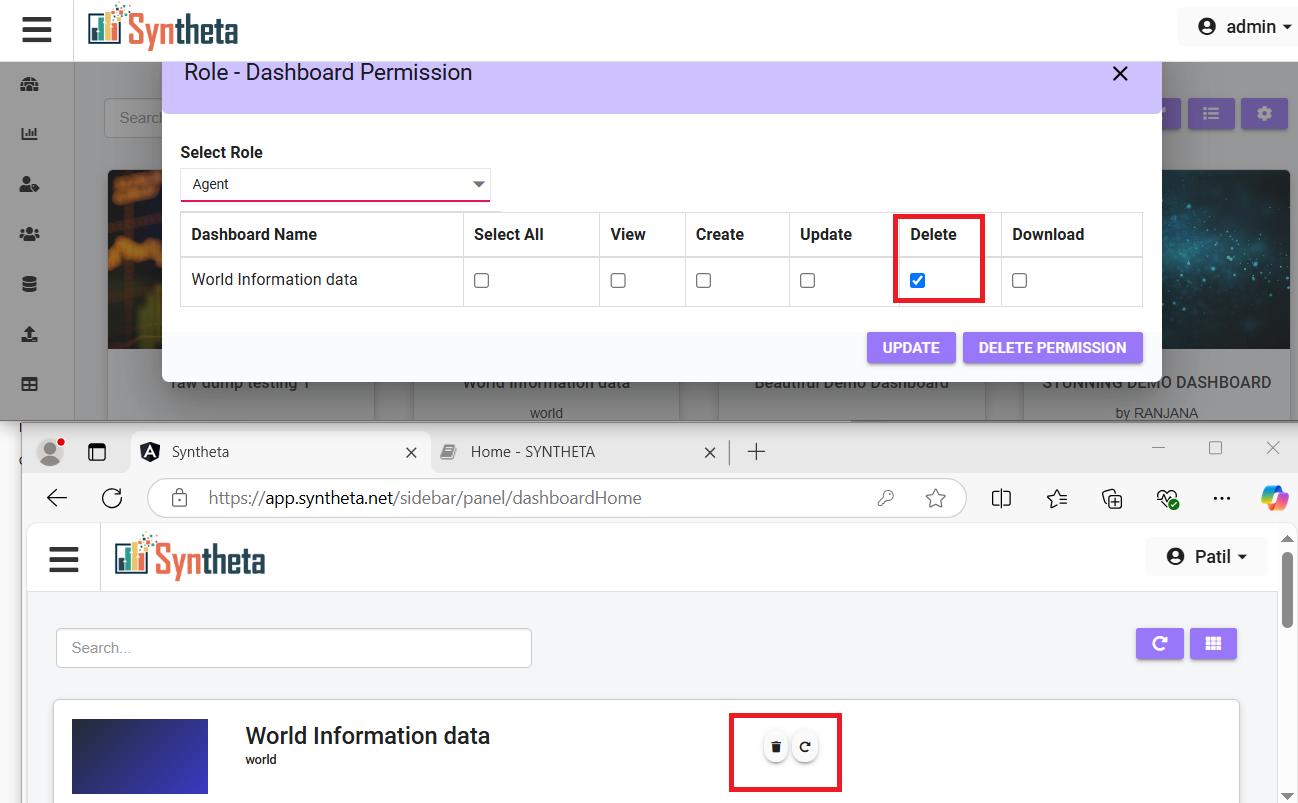 Syntheta
admin
Role - Dashboard Permission
Search
Select Role
Agent
Dashboard Name Select All View Create Update Delete Download
World Information data
UPDATE DELETE PERMISSION
raw dump testing 1 World Information data Beautiful Demo Dashboard STUNNING DEMO DASHBOARD
world by RANJANA
Syntheta Home - SYNTHETA
https://app.syntheta.net/sidebar/panel/dashboardHome
Syntheta
Patil
Search...
World Information data
world